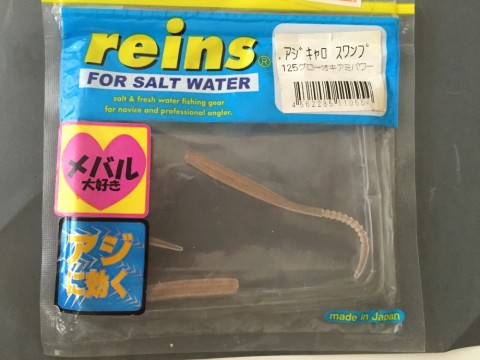 reins®
FOR SALT WATER
salt & fresh water fishing gear
for navice and professional angler.
アジキャロ スワンプ
125グローオキアミパワー
メバル
大好き
アジ
に効く
made in Japan